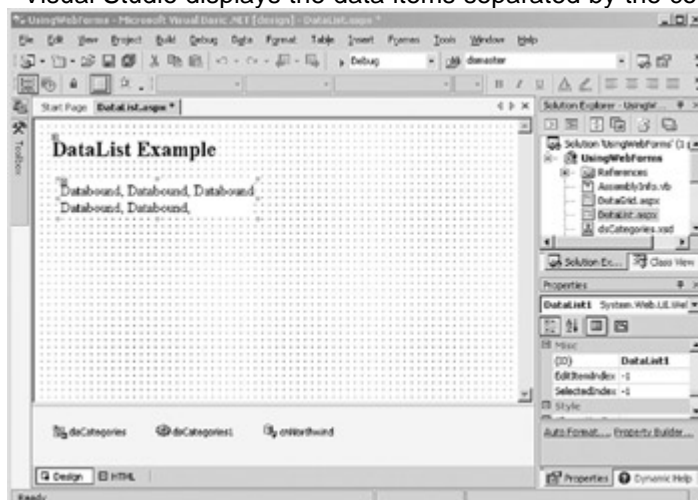 Visual Studio displays the data items separated by the
UsingWebForms - Microsoft Visual Basic .NET [design] - DataList.aspx *
File Edit View Project Build Debug Data Format Table Insert Frames Tools Window Help
Debug dsmaster
B I U
Start Page DataList.aspx *
Toolbox
DataList Example
Databound, Databound, Databound
Databound, Databound,
dsCategories1 cnNorthwind
Design HTML
Ready
Solution Explorer - UsingW...
Solution 'UsingWebForms' (1
UsingWebForms
References
AssemblyInfo.vb
DataGrid.aspx
DataList.aspx
dsCategories.xsd
Solution Ex... Class View
Properties
DataList1 System.Web.UI.We
Misc
(ID) DataList1
EditItemIndex -1
SelectedIndex -1
Style
Auto Format..., Property Builder...
Properties Dynamic Help